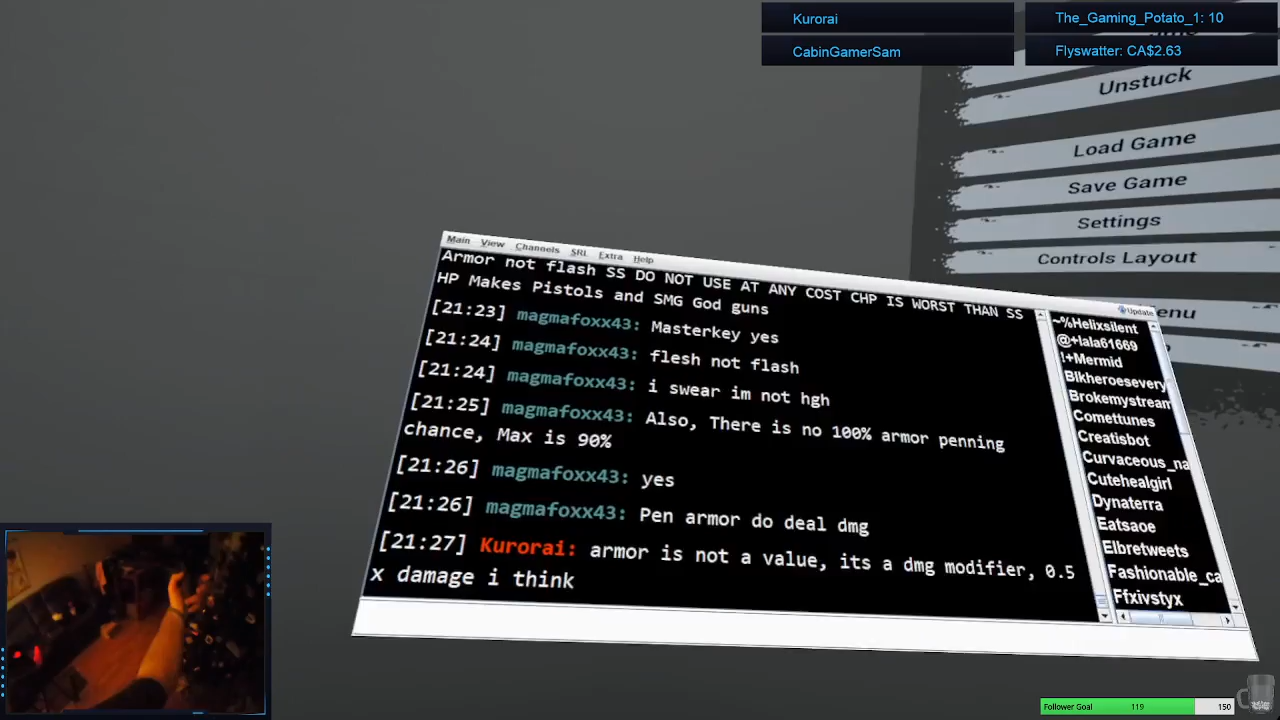 Kurorai
The_Gaming_Potato_1: 10
CabinGamerSam
Flyswatter: CA$2.63
Unstuck
Load Game
Save Game
Settings
Controls Layout
Main View Channels SRL Extra Help
Update
Armor not flash SS DO NOT USE AT ANY COST CHP IS WORST THAN SS
HP Makes Pistols and SMG God guns
[21:23] magmafoxx43: Masterkey yes
[21:24] magmafoxx43: flesh not flash
[21:24] magmafoxx43: i swear im not hgh
[21:25] magmafoxx43: Also, There is no 100% armor penning
chance, Max is 90%
[21:26] magmafoxx43: yes
[21:26] magmafoxx43: Pen armor do deal dmg
[21:27] Kurorai: armor is not a value, its a dmg modifier, 0.5
x damage i think
~%Helixsilent
@+lala61669
!+Mermid
Blkheroesevery
Brokemystream
Comettunes
Creatisbot
Curvaceous_na
Cutehealgirl
Dynaterra
Eatsaoe
Elbretweets
Fashionable_ca
Ffxivstyx
Follower Goal 119 150